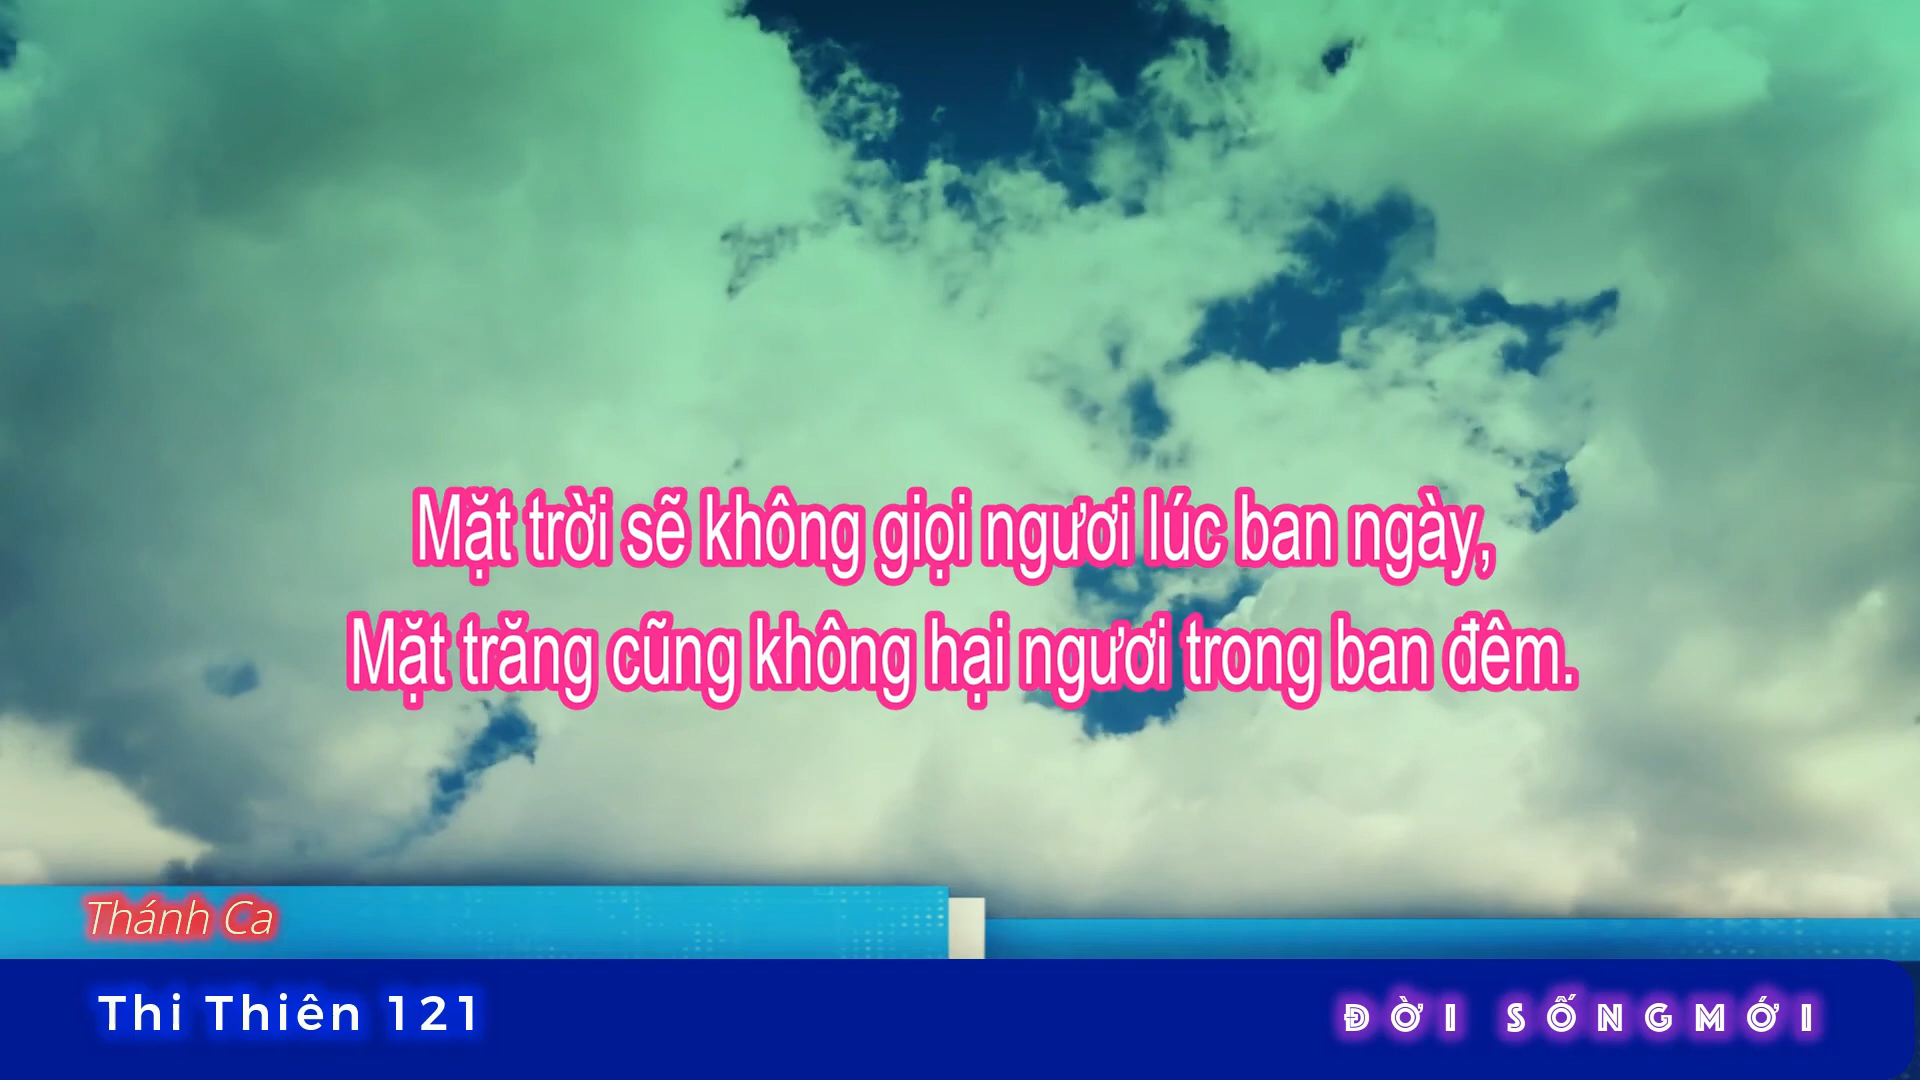 Mặt trời sẽ không giọi ngươi lúc ban ngày,
Mặt trăng cũng không hại ngươi trong ban đêm.
Thánh Ca
Thi Thiên 121
ĐỜI SỐNG MỚI